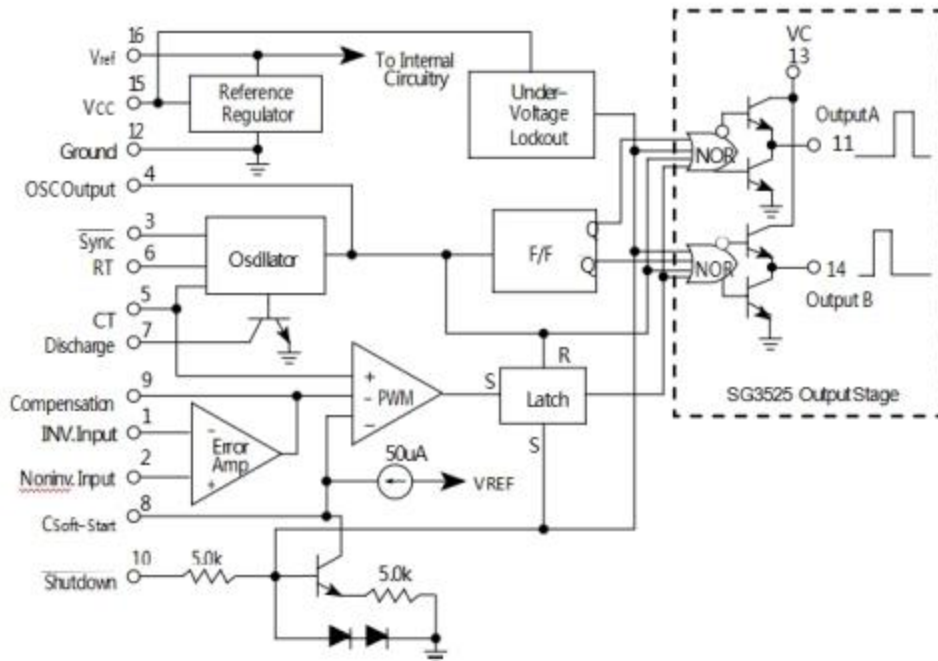 16
Vref
15
VCC
12
Ground
4
OSC Output
3
Sync
6
RT
5
CT
7
Discharge
9
Compensation
1
INV. Input
2
Noninv. Input
8
CSoft-Start
10
Shutdown
5.0k
Reference
Regulator
To Internal
Circuitry
Under-
Voltage
Lockout
Oscillator
F/F
Q
Q
+
-
PWM
-
-
Error
Amp
+
S
R
Latch
S
50uA
VREF
5.0k
VC
13
NOR
Output A
11
NOR
14
Output B
SG3525 Output Stage